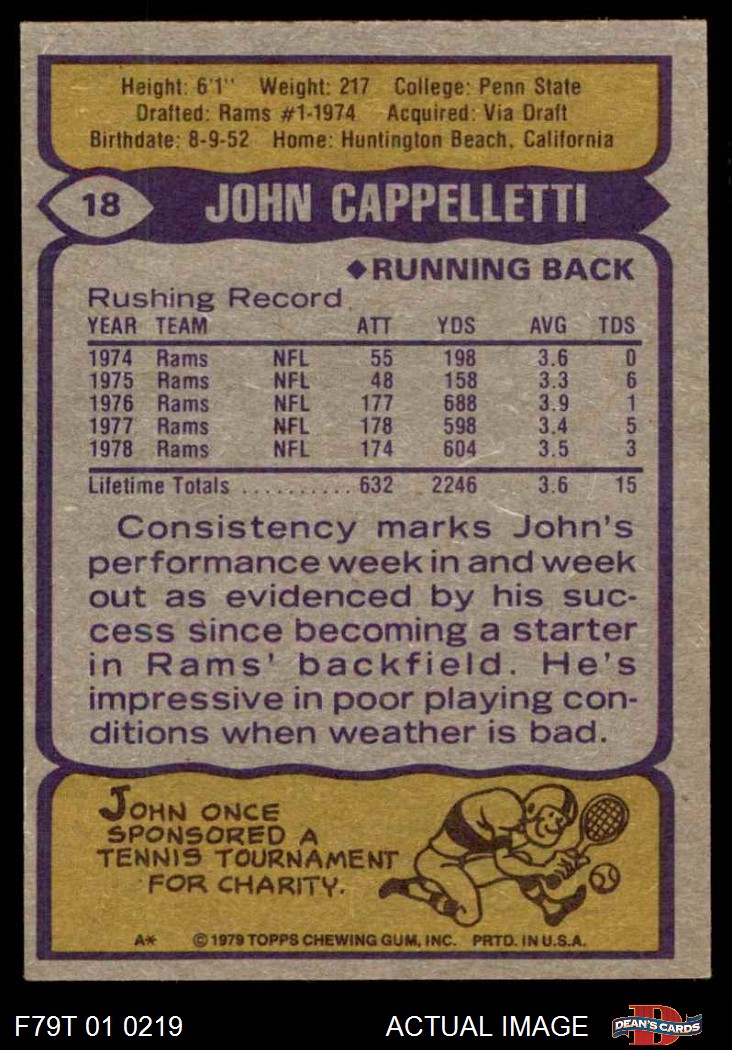 Height: 6'1" Weight: 217 College: Penn State
Drafted: Rams #1-1974 Acquired: Via Draft
Birthdate: 8-9-52 Home: Huntington Beach, California
18 JOHN CAPPELLETTI
◆RUNNING BACK
Rushing Record
YEAR TEAM ATT YDS AVG TDS
1974 Rams NFL 55 198 3.6 0
1975 Rams NFL 48 158 3.3 6
1976 Rams NFL 177 688 3.9 1
1977 Rams NFL 178 598 3.4 5
1978 Rams NFL 174 604 3.5 3
Lifetime Totals .......... 632 2246 3.6 15
Consistency marks John's
performance week in and week
out as evidenced by his suc-
cess since becoming a starter
in Rams' backfield. He's
impressive in poor playing con-
ditions when weather is bad.
JOHN ONCE
SPONSORED A
TENNIS TOURNAMENT
FOR CHARITY.
A* ©1979 TOPPS CHEWING GUM, INC. PRTD. IN U.S.A.
F79T 01 0219 ACTUAL IMAGE D DEAN'S CARDS